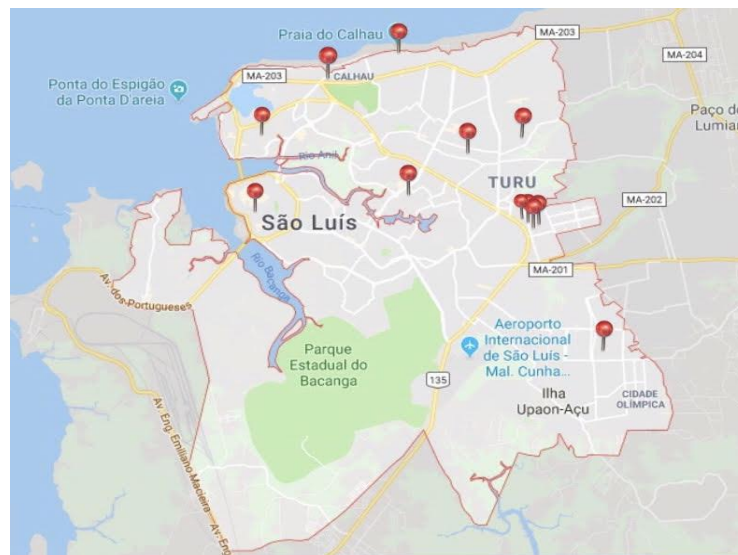 Praia do Calhau
MA-203
MA-204
MA-203
CALHAU
Ponta do Espigão
da Ponta D'areia
Paço do
Lumiar
Rio Anil
TURU
MA-202
São Luís
MA-201
Rio Bacanga
Av. dos Portugueses
Aeroporto
Internacional
de São Luís -
Mal. Cunha...
Parque
Estadual do
Bacanga
135
Ilha
Upaon-Açu
CIDADE
OLÍMPICA
Av. Eng. Emiliano Macieira
Av. Eng